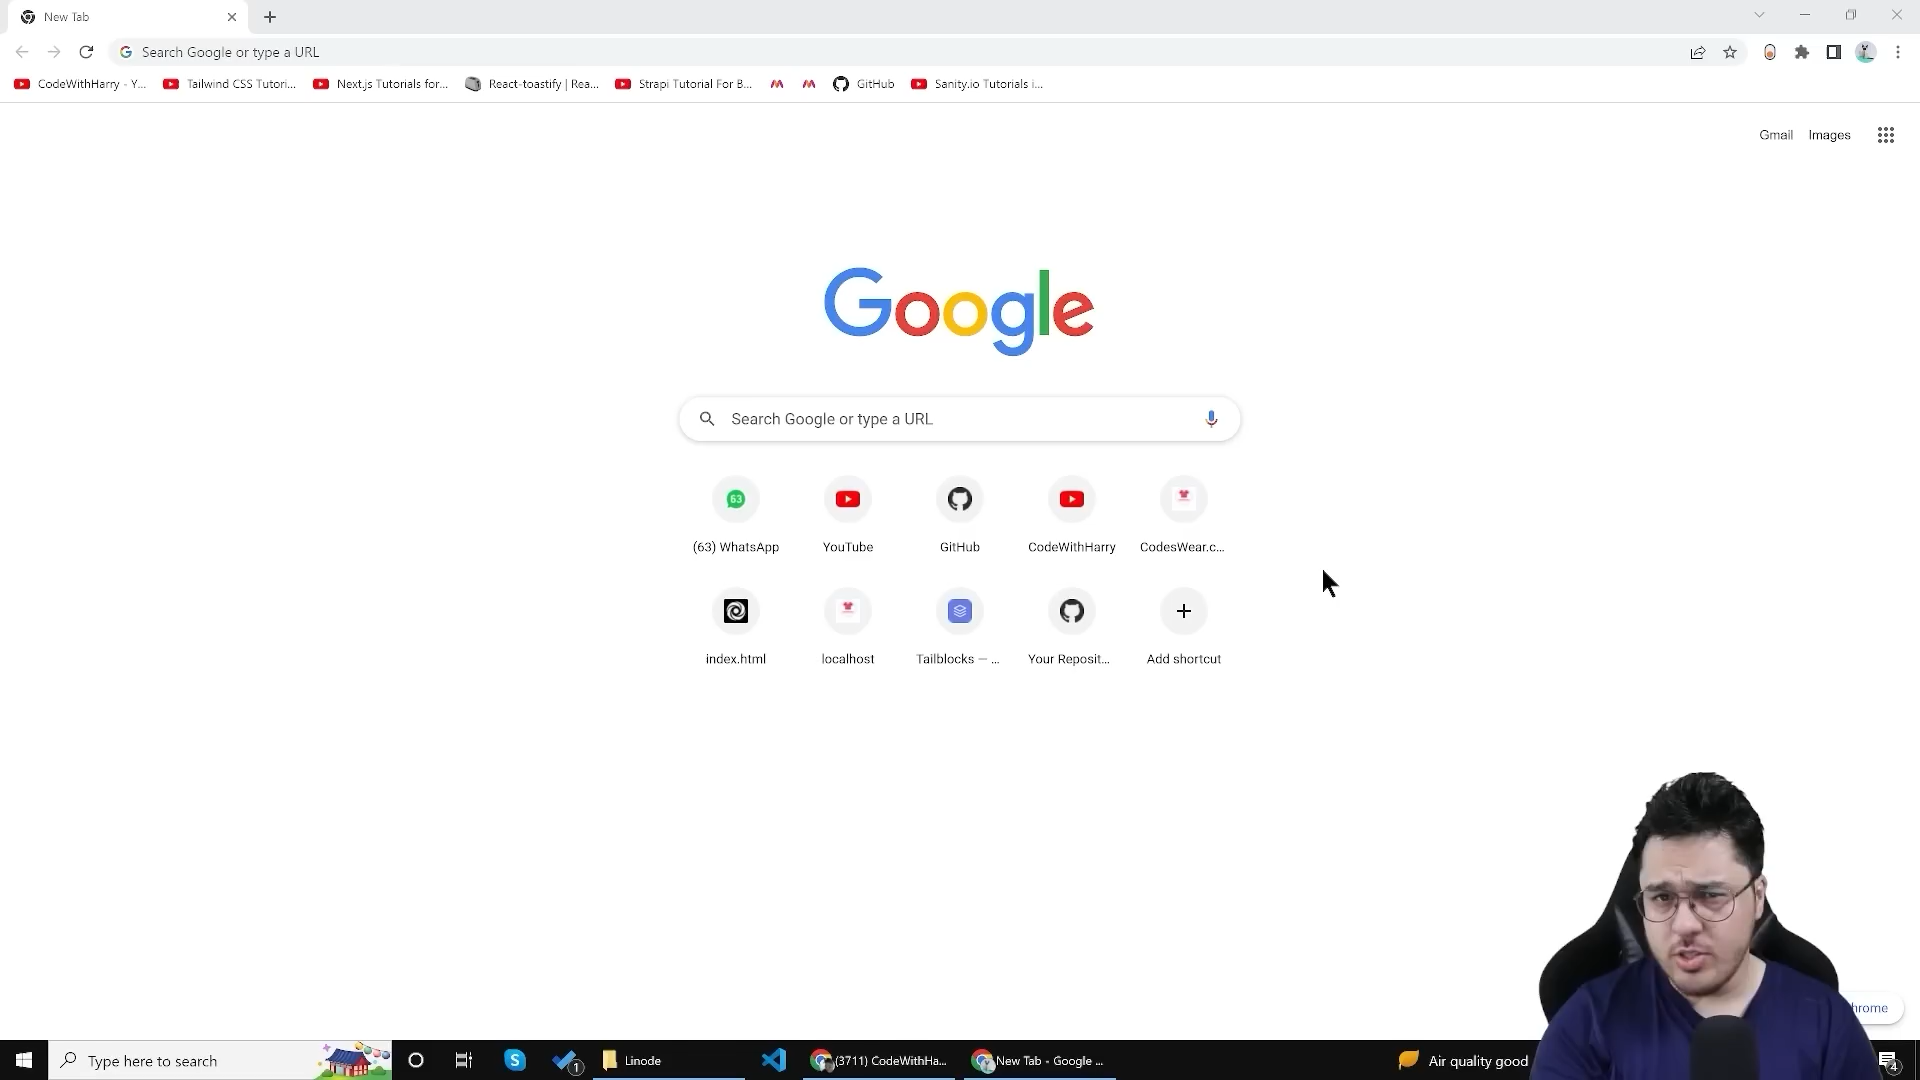 New Tab
Search Google or type a URL
CodeWithHarry - Y...
Tailwind CSS Tutori...
Next.js Tutorials for...
React-toastify | Rea...
Strapi Tutorial For B...
GitHub
Sanity.io Tutorials i...
Gmail
Images
Google
Search Google or type a URL
63
(63) WhatsApp
YouTube
GitHub
CodeWithHarry
CodesWear.c...
index.html
localhost
Tailblocks — ...
Your Reposit...
Add shortcut
hrome
Type here to search
1
Linode
(3711) CodeWithHa...
New Tab - Google ...
Air quality good
4